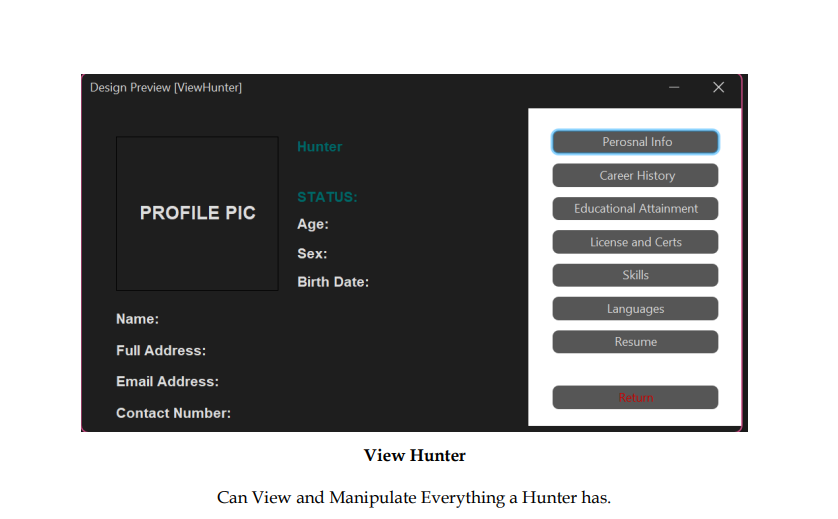 Design Preview [ViewHunter]
PROFILE PIC
Hunter
STATUS:
Age:
Sex:
Birth Date:
Name:
Full Address:
Email Address:
Contact Number:
Perosnal Info
Career History
Educational Attainment
License and Certs
Skills
Languages
Resume
Return
View Hunter
Can View and Manipulate Everything a Hunter has.